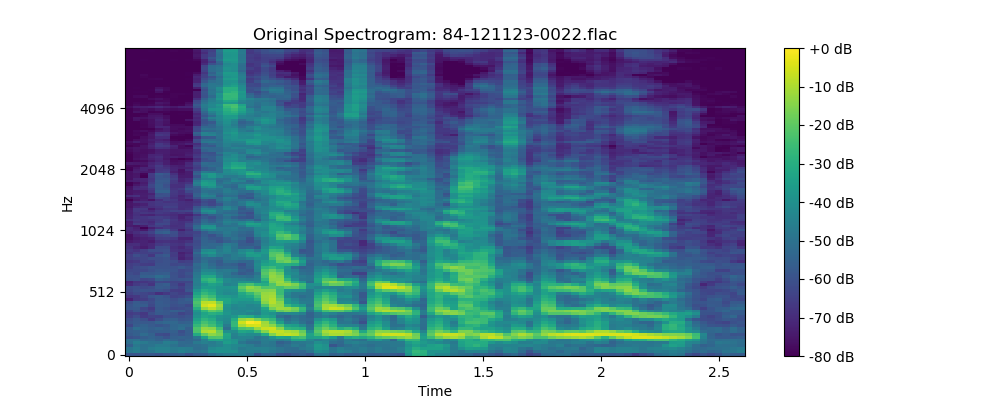 Original Spectrogram: 84-121123-0022.flac
Hz
4096
2048
1024
512
0
0
0.5
1
1.5
2
2.5
Time
+0 dB
-10 dB
-20 dB
-30 dB
-40 dB
-50 dB
-60 dB
-70 dB
-80 dB